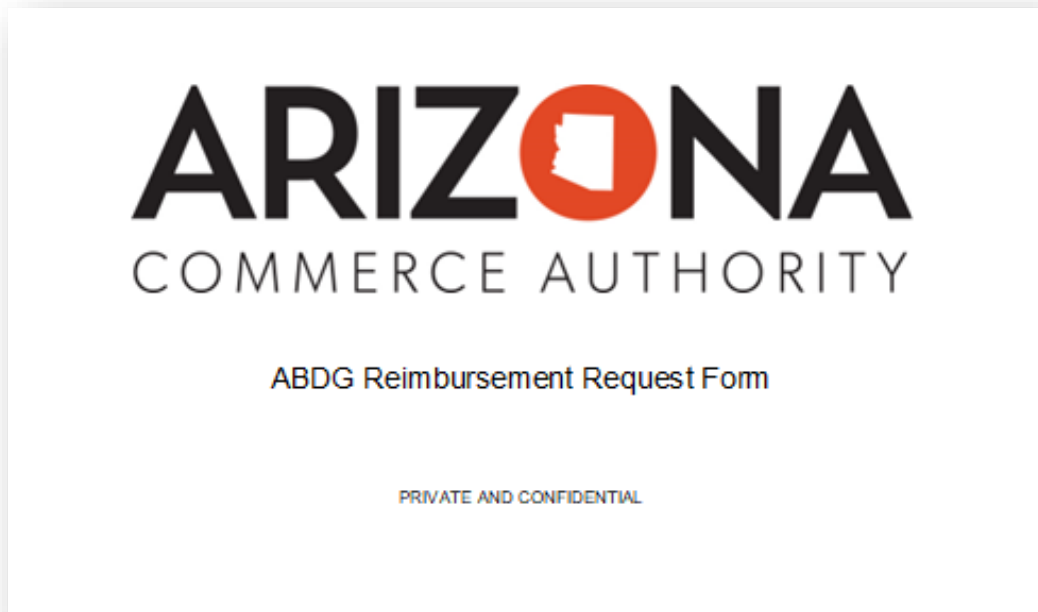 ARIZONA
COMMERCE AUTHORITY
ABDG Reimbursement Request Form
PRIVATE AND CONFIDENTIAL